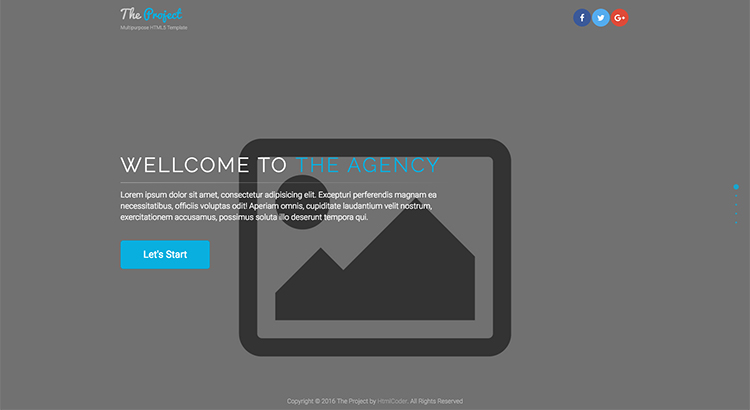 The Project
Multipurpose HTML5 Template
WELLCOME TO THE AGENCY
Lorem ipsum dolor sit amet, consectetur adipisicing elit. Excepturi perferendis magnam ea
necessitatibus, officiis voluptas odit! Aperiam omnis, cupiditate laudantium velit nostrum,
exercitationem accusamus, possimus soluta illo deserunt tempora qui.
Let's Start
Copyright © 2016 The Project by HtmlCoder. All Rights Reserved